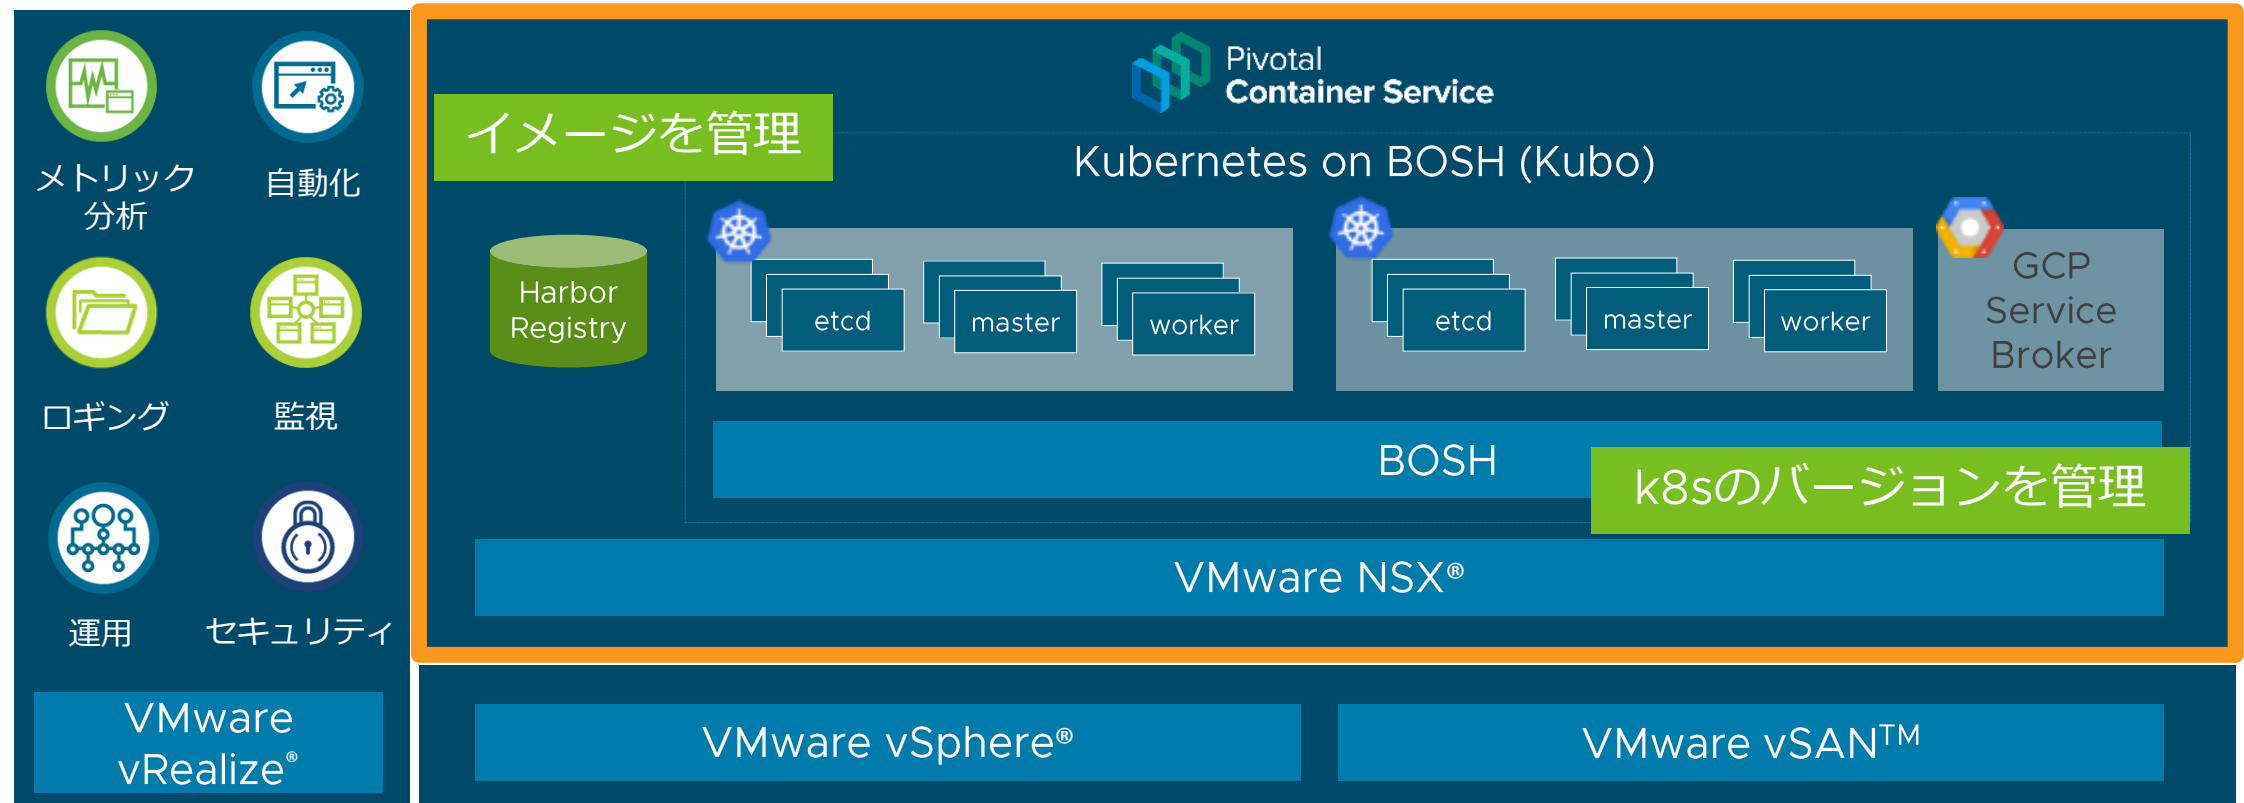 メトリック
分析
自動化
ロギング
監視
運用
セキュリティ
VMware
vRealize®
Pivotal
Container Service
イメージを管理
Kubernetes on BOSH (Kubo)
Harbor
Registry
etcd
master
worker
etcd
master
worker
GCP
Service
Broker
BOSH
k8sのバージョンを管理
VMware NSX®
VMware vSphere®
VMware vSAN™